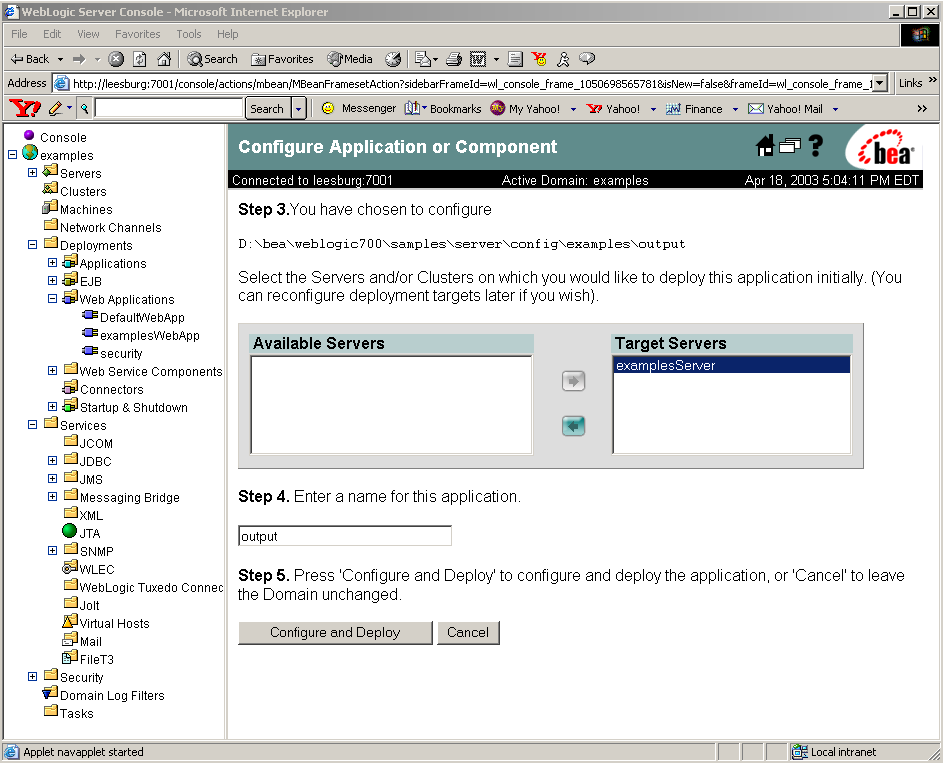 WebLogic Server Console - Microsoft Internet Explorer
File Edit View Favorites Tools Help
Back Search Favorites Media
Address http://leesburg:7001/console/actions/mbean/MBeanFramesetAction?sidebarFrameId=wl_console_frame_1050698565781&isNew=false&frameId=wl_console_frame_1 Links »
Y! Search Messenger Bookmarks My Yahoo! Yahoo! Finance Yahoo! Mail »
Console
examples
Servers
Clusters
Machines
Network Channels
Deployments
Applications
EJB
Web Applications
DefaultWebApp
examplesWebApp
security
Web Service Components
Connectors
Startup & Shutdown
Services
JCOM
JDBC
JMS
Messaging Bridge
XML
JTA
SNMP
WLEC
WebLogic Tuxedo Connec
Jolt
Virtual Hosts
Mail
FileT3
Security
Domain Log Filters
Tasks
Configure Application or Component
? bea
Connected to leesburg:7001 Active Domain: examples Apr 18, 2003 5:04:11 PM EDT
Step 3.You have chosen to configure
D:\bea\weblogic700\samples\server\config\examples\output
Select the Servers and/or Clusters on which you would like to deploy this application initially. (You
can reconfigure deployment targets later if you wish).
Available Servers Target Servers
examplesServer
Step 4. Enter a name for this application.
output
Step 5. Press 'Configure and Deploy' to configure and deploy the application, or 'Cancel' to leave
the Domain unchanged.
Configure and Deploy Cancel
Applet navapplet started Local intranet